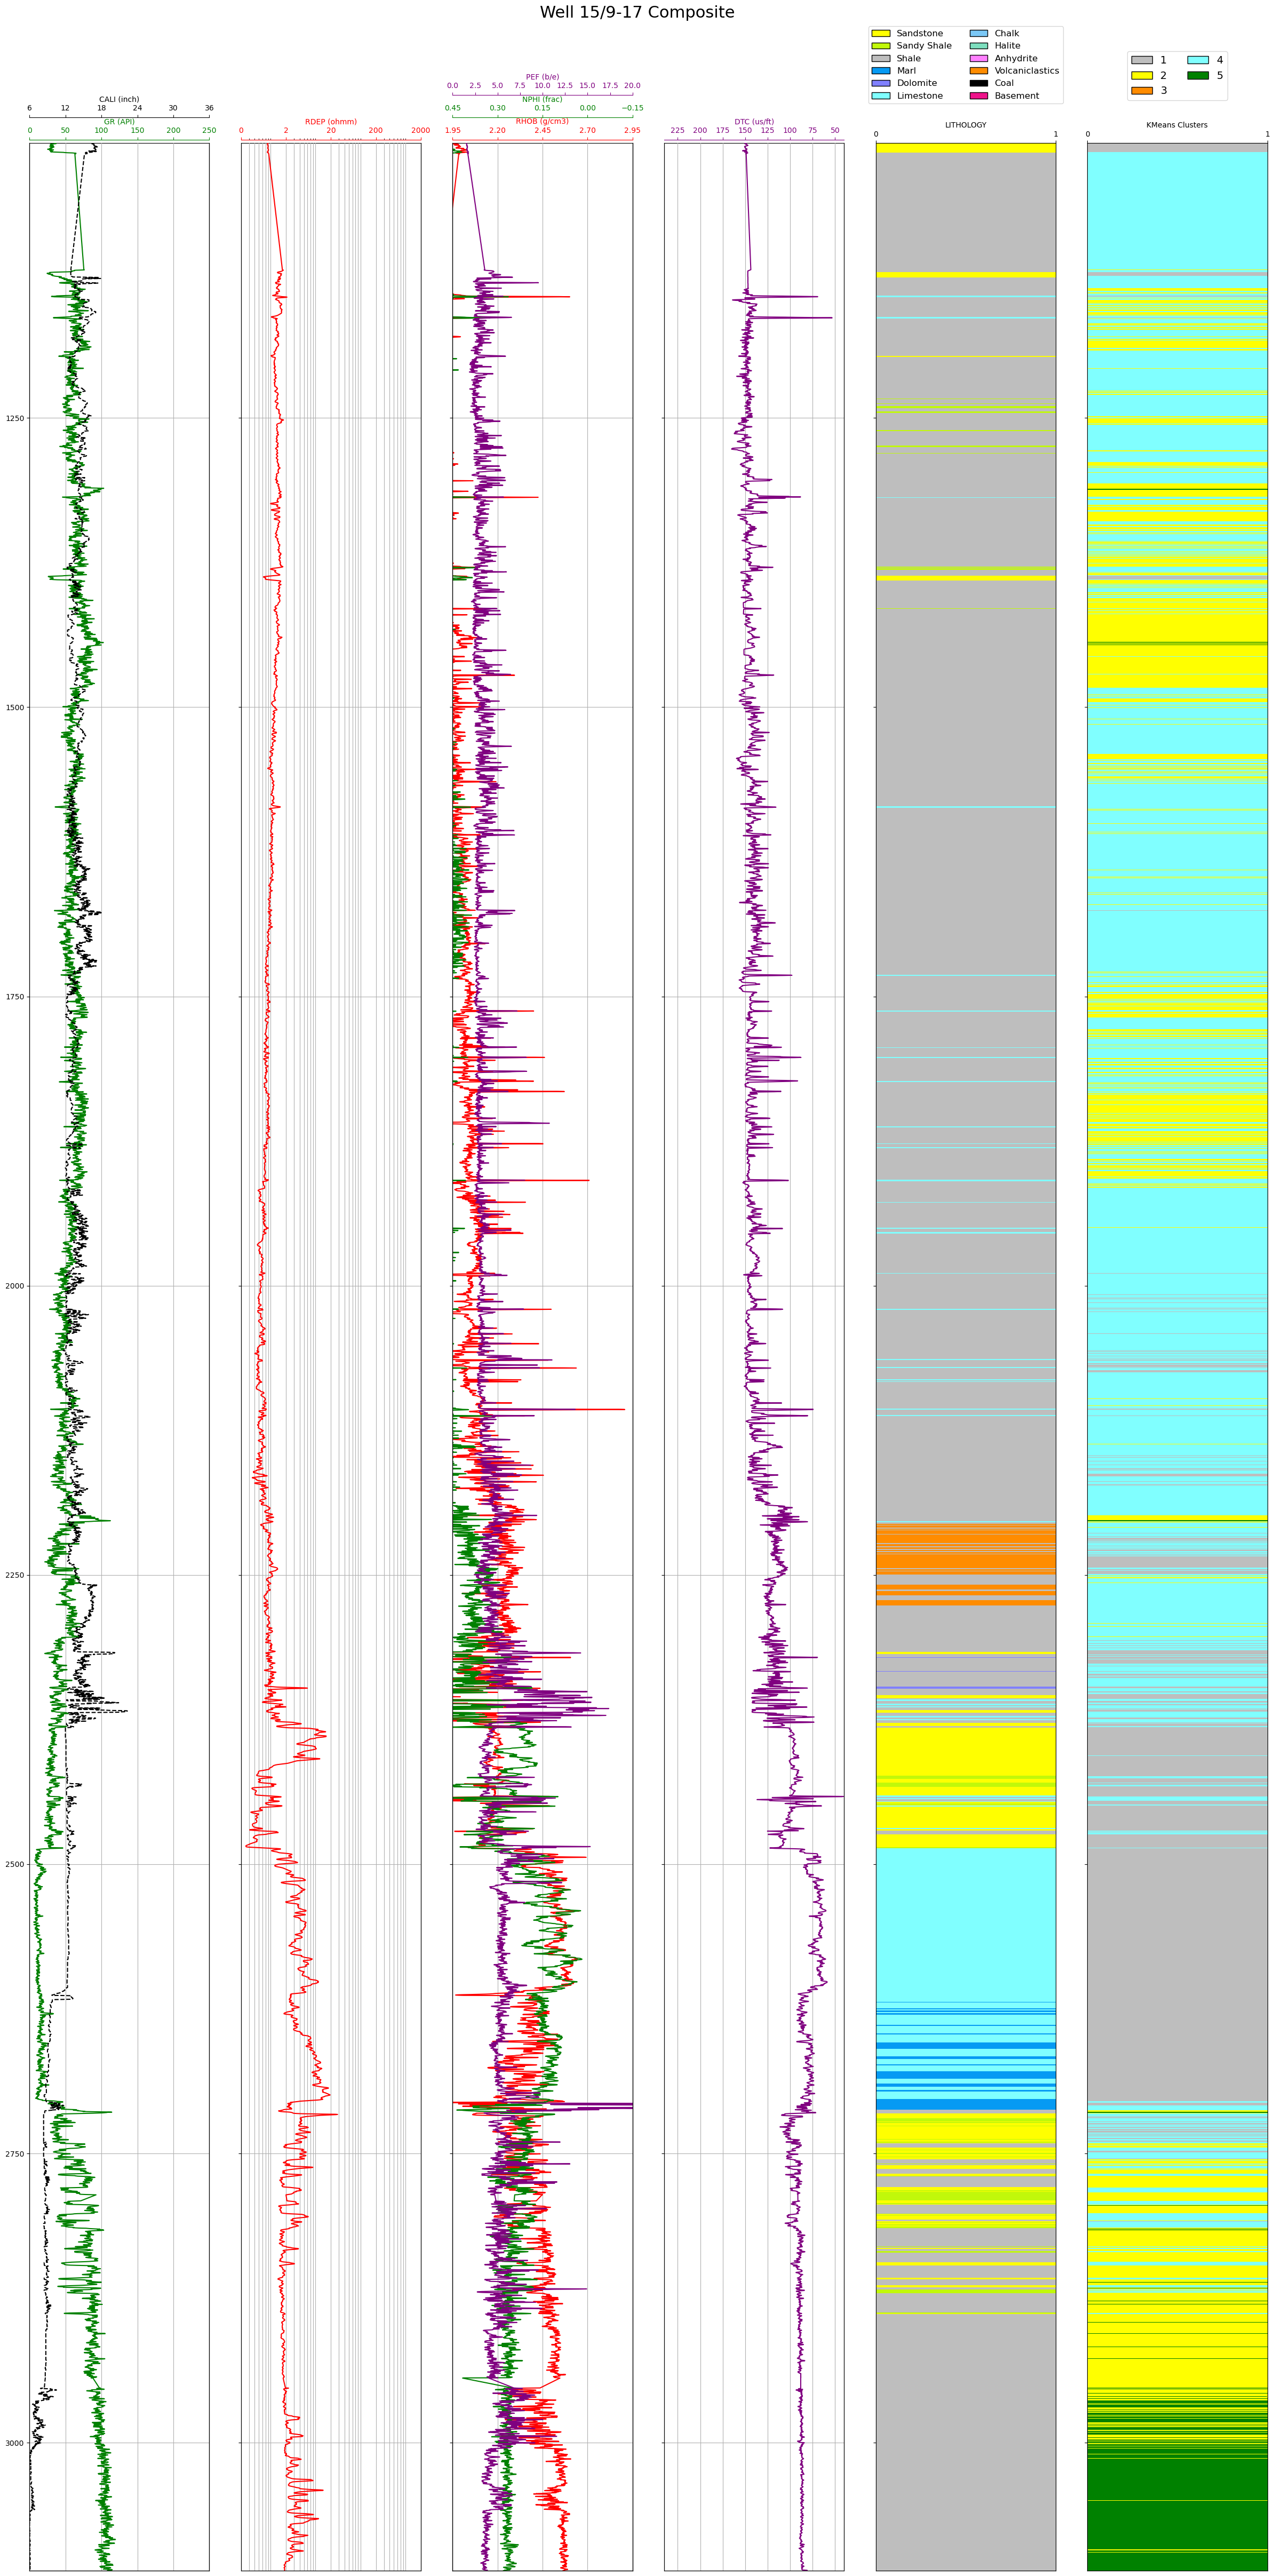 Well 15/9-17 Composite
Sandstone Chalk
Sandy Shale Halite
Shale Anhydrite
Marl Volcaniclastics
Dolomite Coal
Limestone Basement
1 4
2 5
3
PEF (b/e)
0.0 2.5 5.0 7.5 10.0 12.5 15.0 17.5 20.0
CALI (inch) NPHI (frac)
6 12 18 24 30 36 0.45 0.30 0.15 0.00 −0.15
GR (API) RDEP (ohmm) RHOB (g/cm3) DTC (us/ft) LITHOLOGY KMeans Clusters
0 50 100 150 200 250 0 2 20 200 2000 1.95 2.20 2.45 2.70 2.95 225 200 175 150 125 100 75 50 0 1 0 1
1250
1500
1750
2000
2250
2500
2750
3000